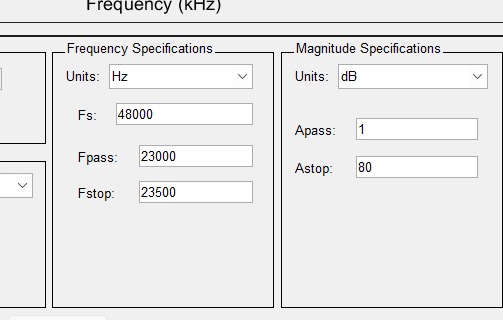 Frequency (kHz)
Frequency Specifications
Units: Hz
Fs: 48000
Fpass: 23000
Fstop: 23500
Magnitude Specifications
Units: dB
Apass: 1
Astop: 80